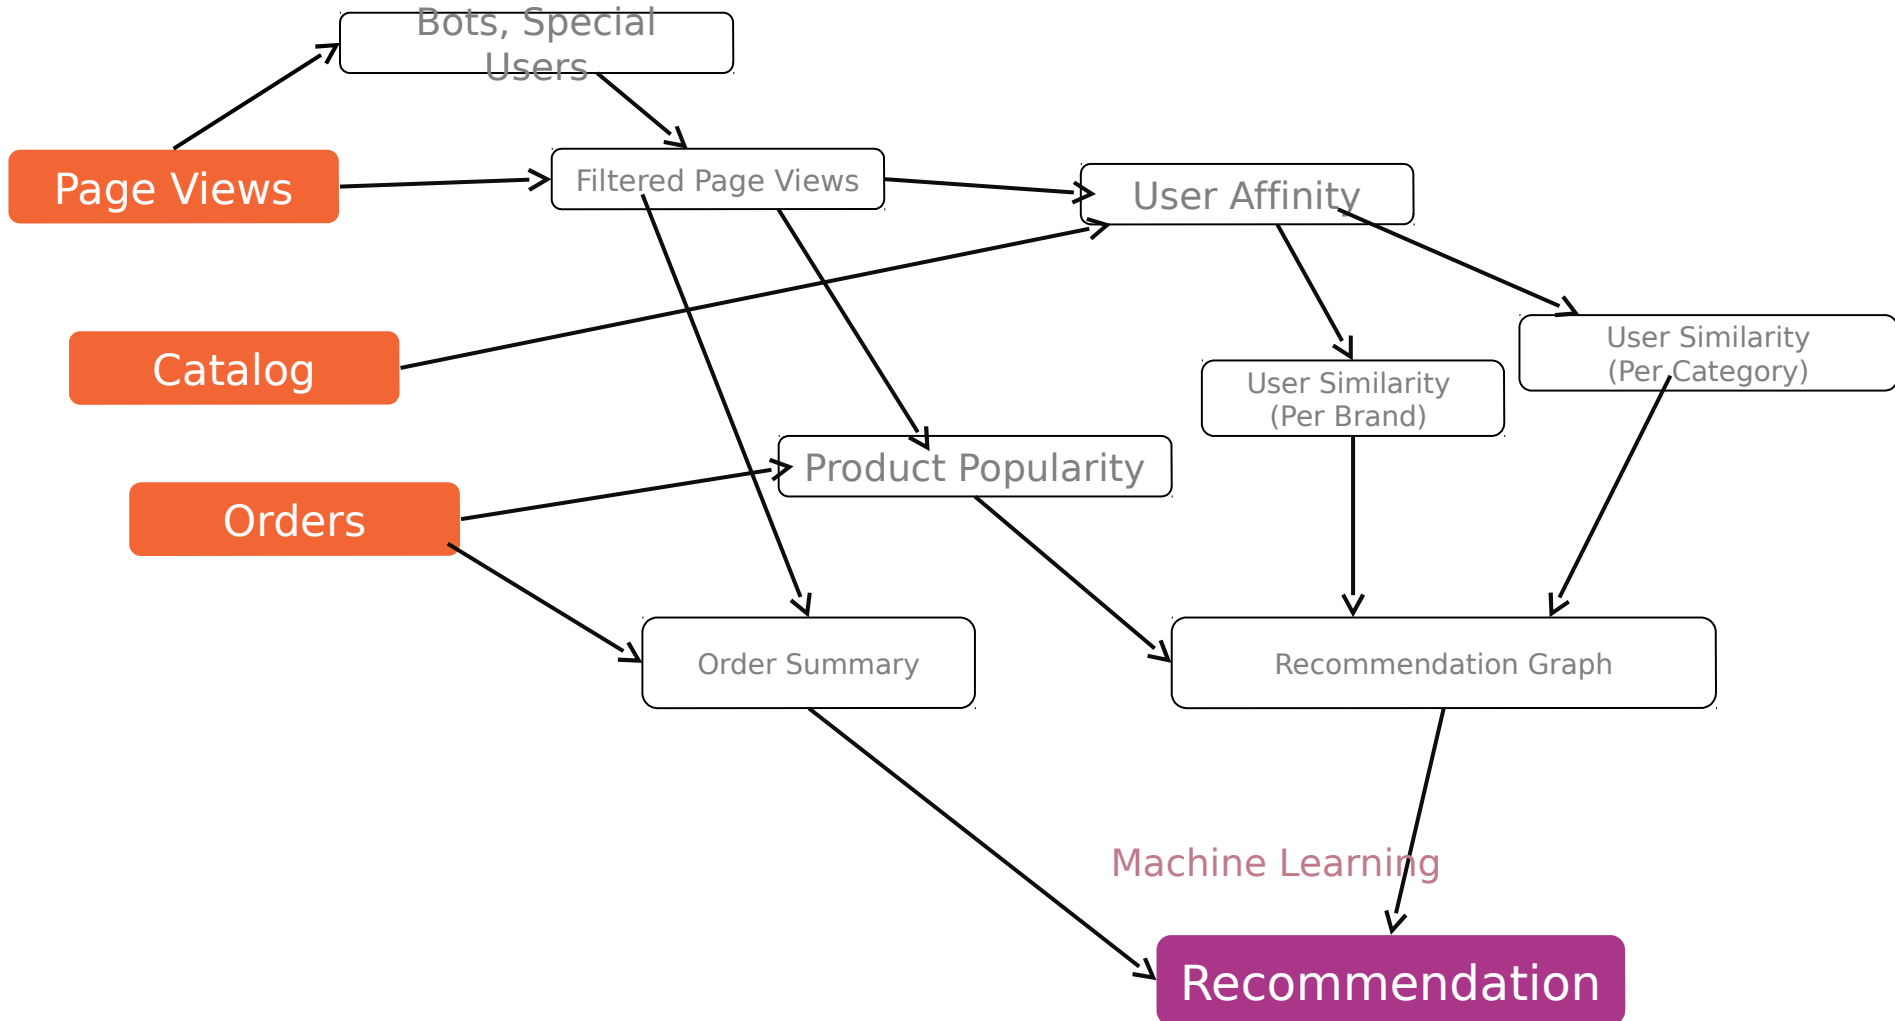 Bots, Special
Users
Page Views
Filtered Page Views
User Affinity
Catalog
User Similarity
(Per Category)
User Similarity
(Per Brand)
Product Popularity
Orders
Order Summary
Recommendation Graph
Machine Learning
Recommendation